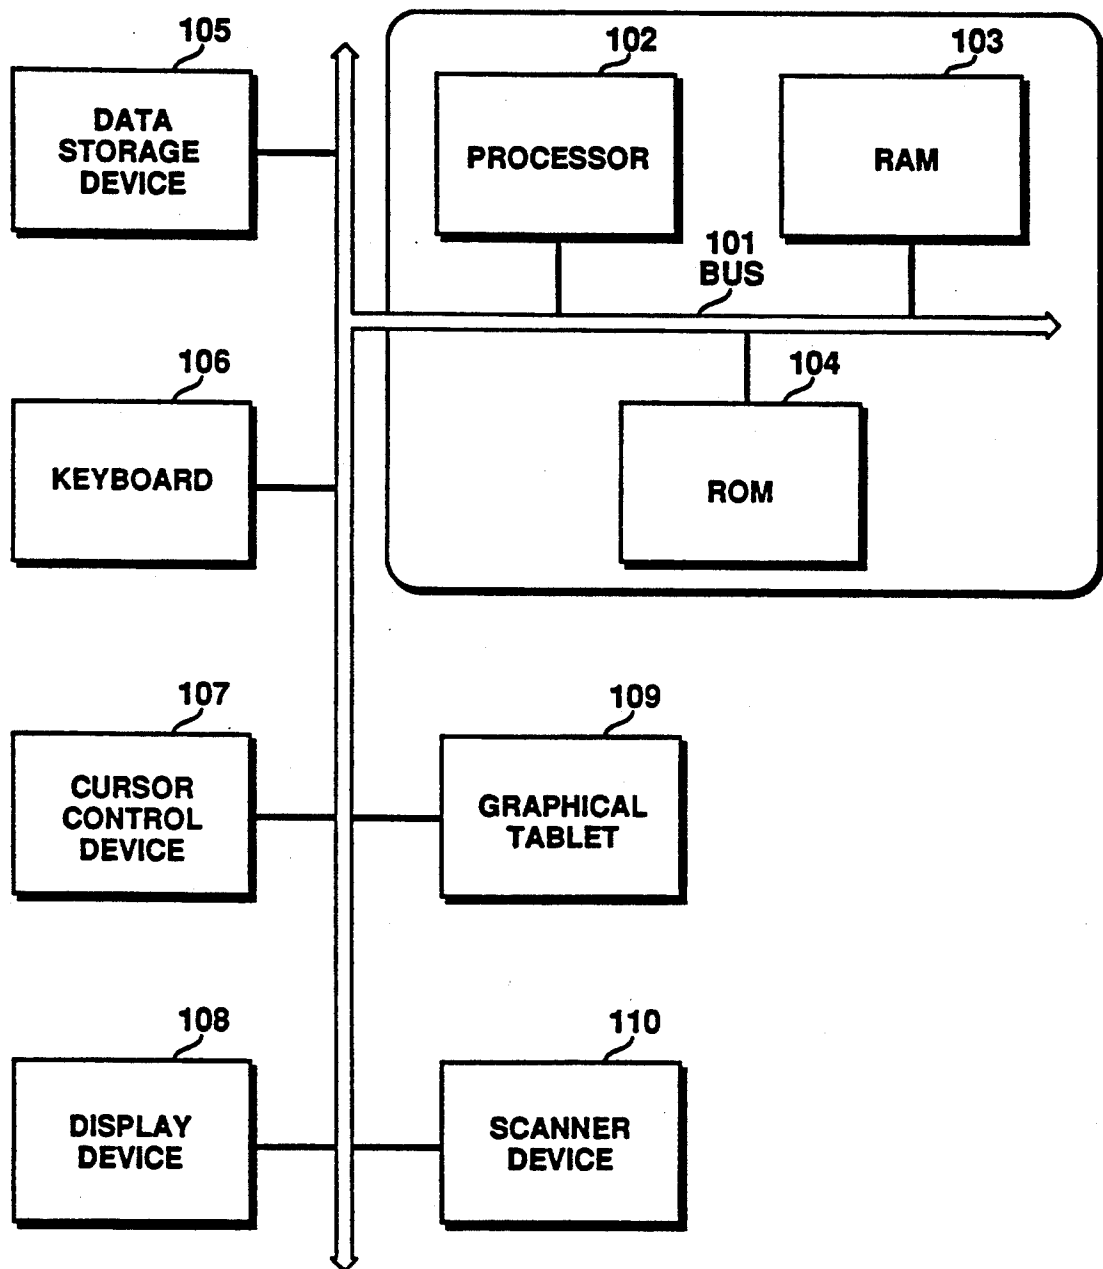 105
DATA
STORAGE
DEVICE
102
PROCESSOR
103
RAM
101
BUS
104
ROM
106
KEYBOARD
107
CURSOR
CONTROL
DEVICE
109
GRAPHICAL
TABLET
108
DISPLAY
DEVICE
110
SCANNER
DEVICE